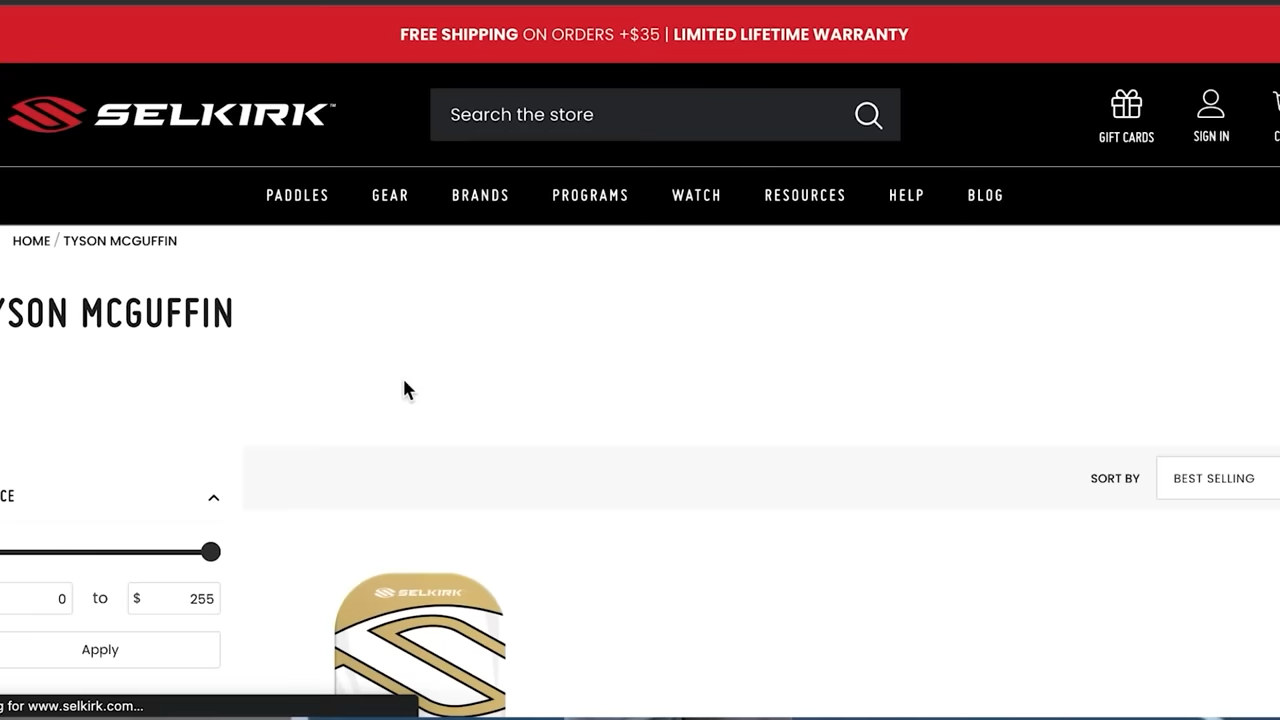 FREE SHIPPING ON ORDERS +$35 | LIMITED LIFETIME WARRANTY
SELKIRK™
Search the store
GIFT CARDS
SIGN IN
C
PADDLES
GEAR
BRANDS
PROGRAMS
WATCH
RESOURCES
HELP
BLOG
HOME / TYSON MCGUFFIN
YSON MCGUFFIN
SORT BY
BEST SELLING
CE
0 to $ 255
Apply
SELKIRK
g for www.selkirk.com...